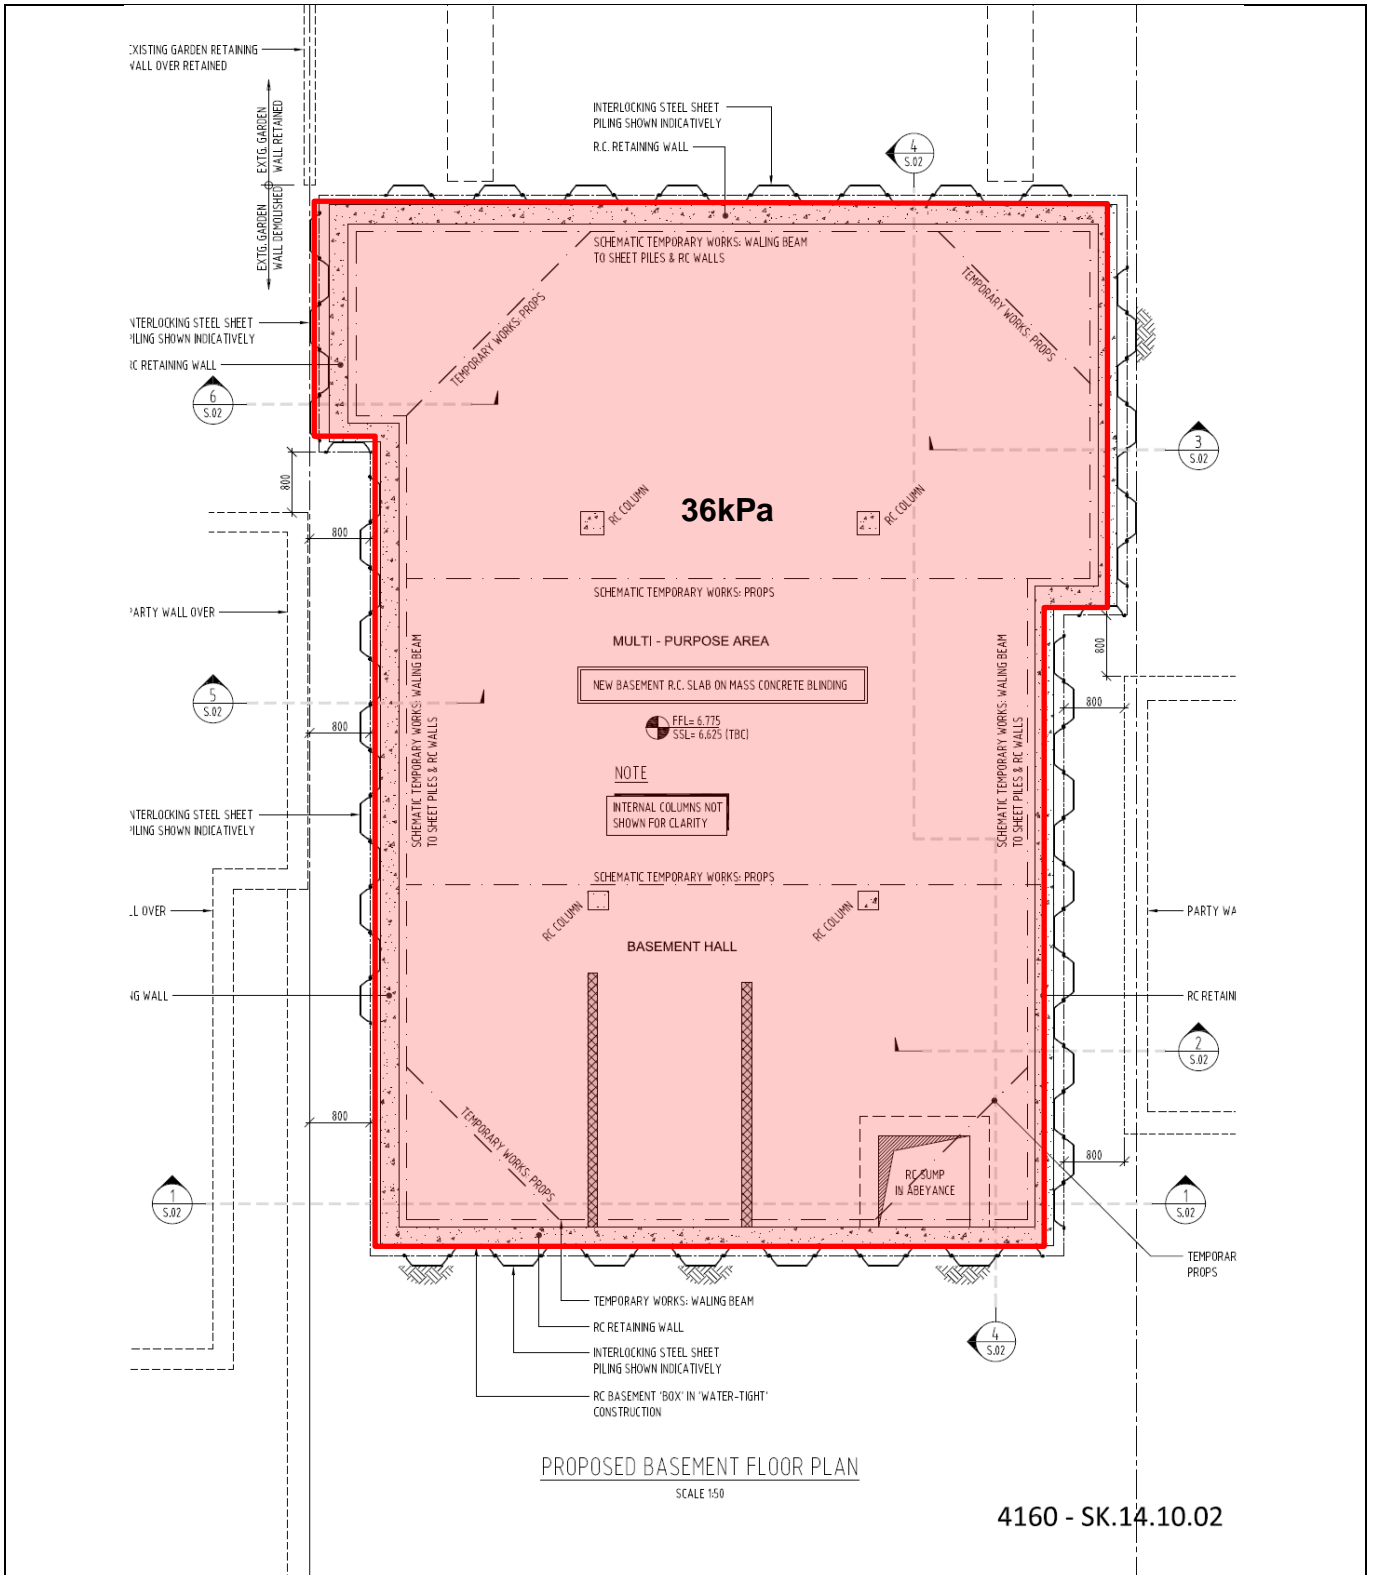 EXISTING GARDEN RETAINING
WALL OVER RETAINED
EXTG. GARDEN
WALL RETAINED
EXTG. GARDEN
WALL DEMOLISHED
INTERLOCKING STEEL SHEET
PILING SHOWN INDICATIVELY
R.C. RETAINING WALL
4
S.02
SCHEMATIC TEMPORARY WORKS: WALING BEAM
TO SHEET PILES & RC WALLS
TEMPORARY WORKS: PROPS
TEMPORARY WORKS: PROPS
NTERLOCKING STEEL SHEET
PILING SHOWN INDICATIVELY
RC RETAINING WALL
6
S.02
3
S.02
800
RC COLUMN
36kPa
RC COLUMN
800
SCHEMATIC TEMPORARY WORKS: PROPS
PARTY WALL OVER
MULTI - PURPOSE AREA
800
NEW BASEMENT R.C. SLAB ON MASS CONCRETE BLINDING
5
S.02
800
800
FFL= 6.775
SSL= 6.625 (TBC)
SCHEMATIC TEMPORARY WORKS: WALING BEAM
TO SHEET PILES & RC WALLS
SCHEMATIC TEMPORARY WORKS: WALING BEAM
TO SHEET PILES & RC WALLS
NOTE
INTERNAL COLUMNS NOT
SHOWN FOR CLARITY
NTERLOCKING STEEL SHEET
PILING SHOWN INDICATIVELY
SCHEMATIC TEMPORARY WORKS: PROPS
LL OVER
RC COLUMN
RC COLUMN
PARTY WA
BASEMENT HALL
NG WALL
RC RETAINI
2
S.02
800
TEMPORARY WORKS: PROPS
800
RC SUMP
IN ABEYANCE
1
S.02
1
S.02
TEMPORAR
PROPS
TEMPORARY WORKS: WALING BEAM
RC RETAINING WALL
4
S.02
INTERLOCKING STEEL SHEET
PILING SHOWN INDICATIVELY
RC BASEMENT 'BOX' IN 'WATER-TIGHT'
CONSTRUCTION
PROPOSED BASEMENT FLOOR PLAN
SCALE 1:50
4160 - SK.14.10.02